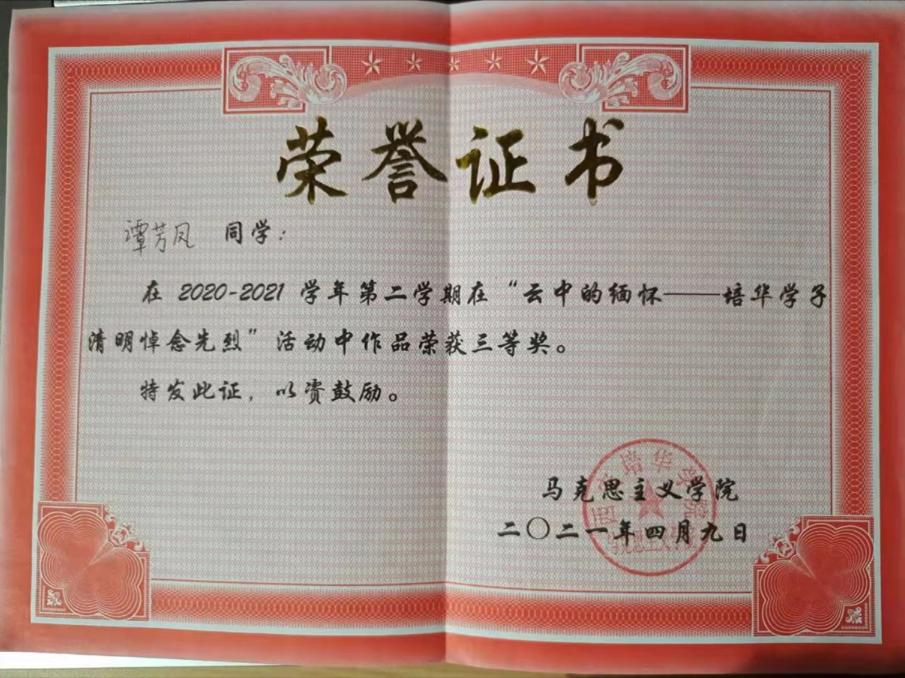 荣誉证书
谭芳凤 同学：
在 2020-2021 学年第二学期在“云中的缅怀——培华学子
清明悼念先烈”活动中作品荣获三等奖。
特发此证，以资鼓励。
马克思主义学院
二〇二一年四月九日